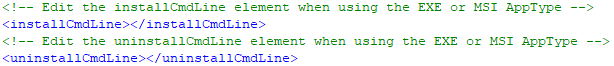 <!-- Edit the installCmdLine element when using the EXE or MSI AppType -->
<installCmdLine></installCmdLine>
<!-- Edit the uninstallCmdLine element when using the EXE or MSI AppType -->
<uninstallCmdLine></uninstallCmdLine>